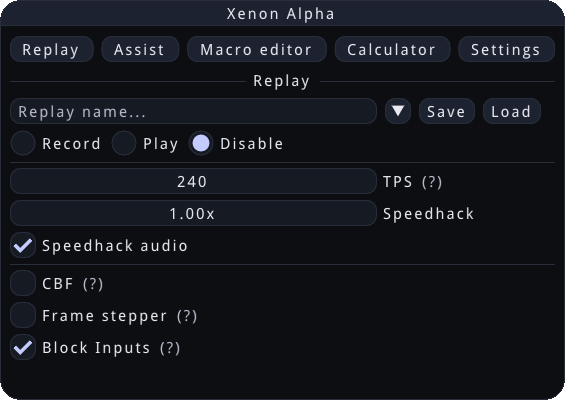 Xenon Alpha
Replay Assist Macro editor Calculator Settings
Replay
Replay name... Save Load
Record Play Disable
240 TPS (?)
1.00x Speedhack
Speedhack audio
CBF (?)
Frame stepper (?)
Block Inputs (?)